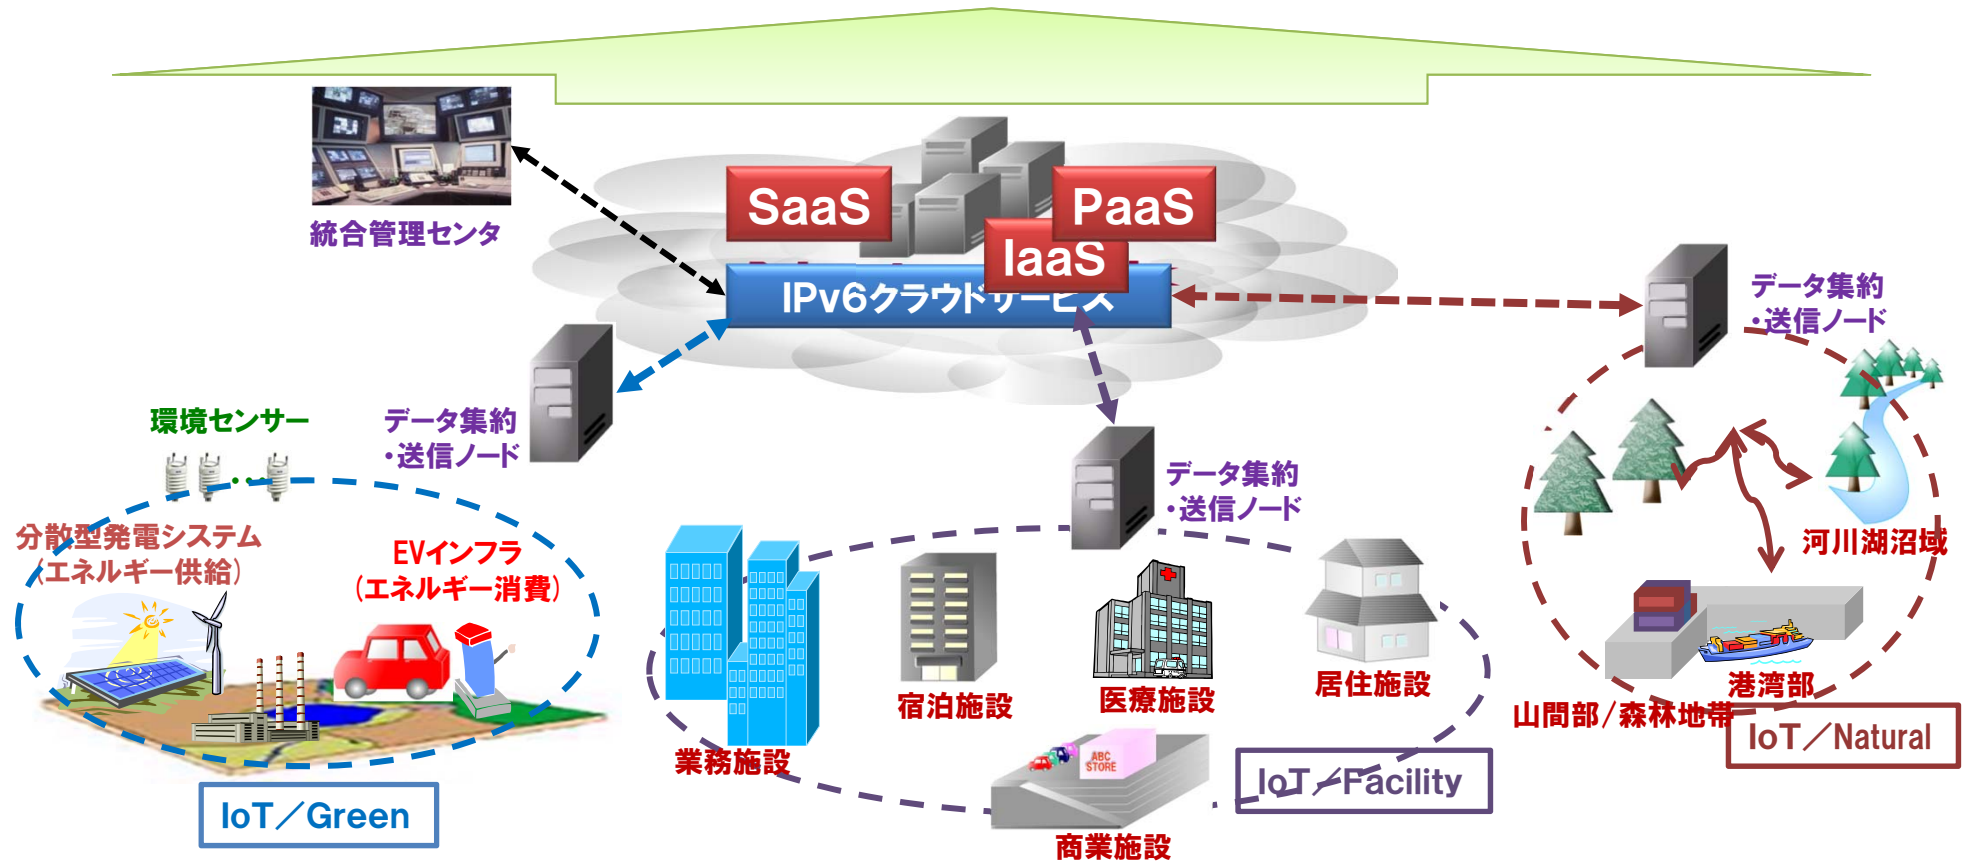 統合管理センタ
SaaS
PaaS
IaaS
IPv6クラウドサービス
データ集約
・送信ノード
環境センサー
データ集約
・送信ノード
データ集約
・送信ノード
分散型発電システム
(エネルギー供給)
EVインフラ
(エネルギー消費)
河川湖沼域
宿泊施設
医療施設
居住施設
港湾部
山間部/森林地帯
業務施設
ABC
STORE
商業施設
IoT／Green
IoT／Facility
IoT／Natural